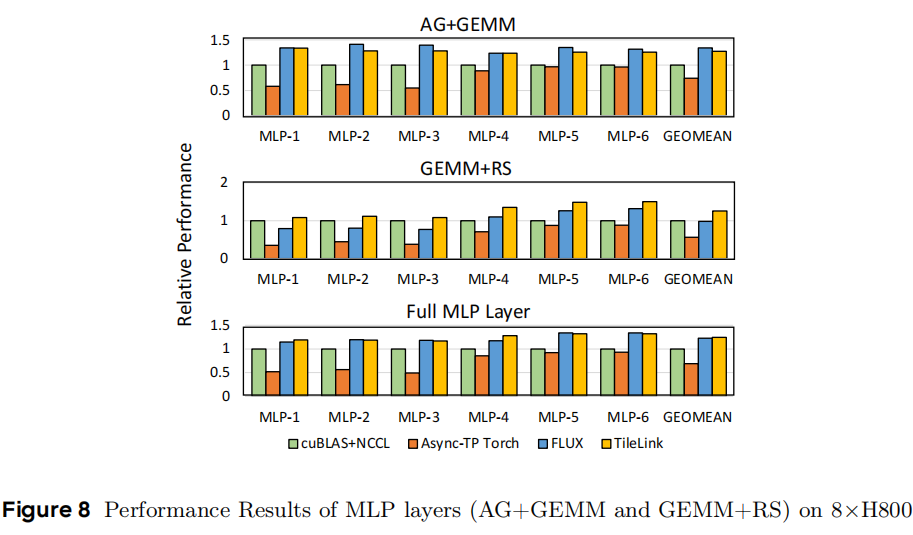 AG+GEMM
1.5
1
0.5
0
MLP-1 MLP-2 MLP-3 MLP-4 MLP-5 MLP-6 GEOMEAN
Relative Performance
GEMM+RS
2
1
0
MLP-1 MLP-2 MLP-3 MLP-4 MLP-5 MLP-6 GEOMEAN
Full MLP Layer
1.5
1
0.5
0
MLP-1 MLP-2 MLP-3 MLP-4 MLP-5 MLP-6 GEOMEAN
cuBLAS+NCCL Async-TP Torch FLUX TileLink
Figure 8 Performance Results of MLP layers (AG+GEMM and GEMM+RS) on 8×H800